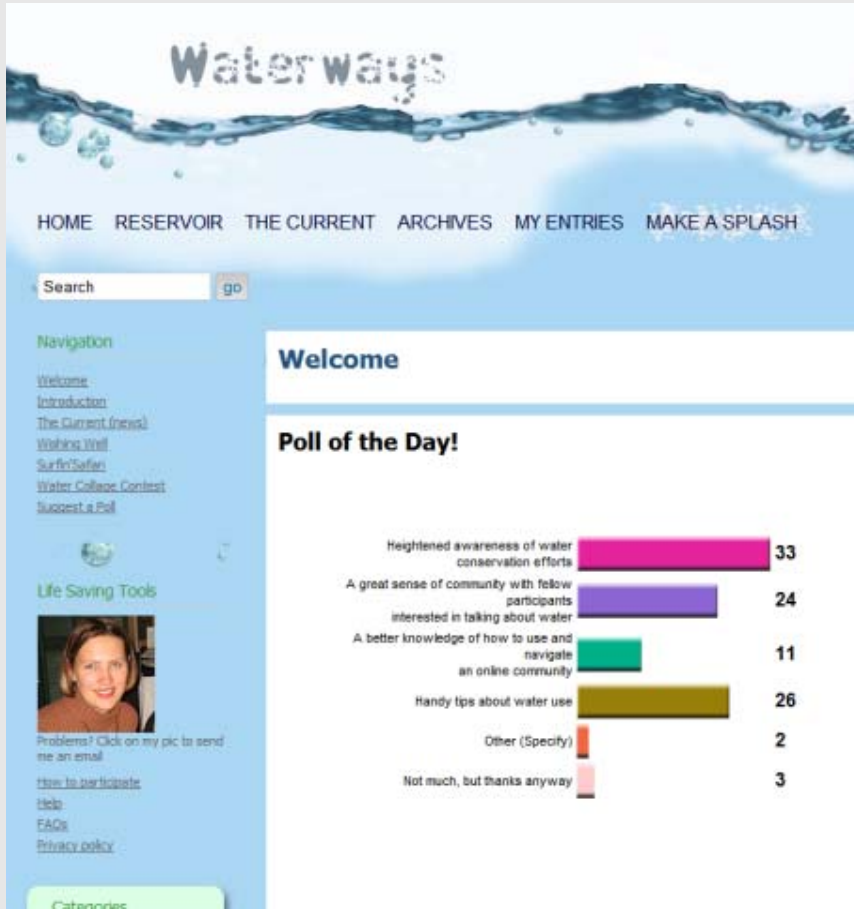 Waterways
HOME RESERVOIR THE CURRENT ARCHIVES MY ENTRIES MAKE A SPLASH
Search go
Navigation
Welcome
Introduction
The Current (news)
Wishing Well
Surfin'Safari
Water Collage Contest
Suggest a Poll
Life Saving Tools
Problems? Click on my pic to send
me an email
How to participate
Help
FAQs
Privacy policy
Categories
Welcome
Poll of the Day!
Heightened awareness of water
conservation efforts 33
A great sense of community with fellow
participants
interested in talking about water 24
A better knowledge of how to use and
navigate
an online community 11
Handy tips about water use 26
Other (Specify) 2
Not much, but thanks anyway 3